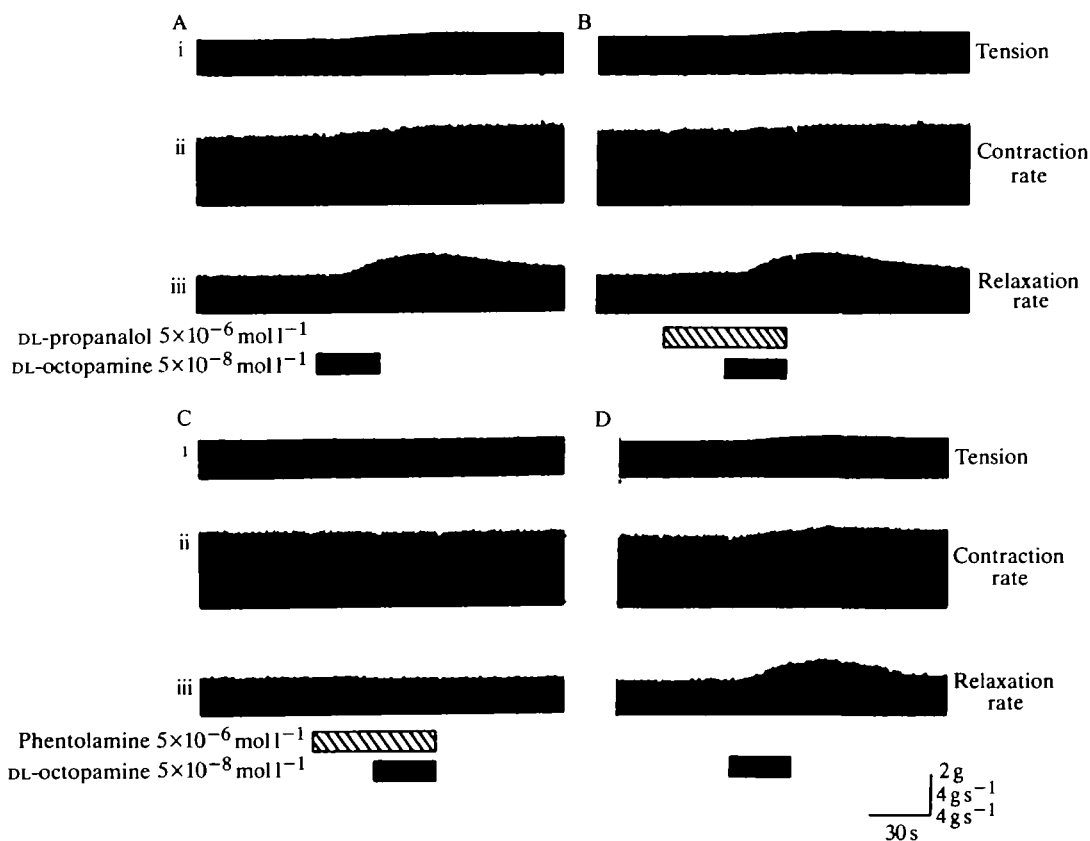 A
B
i
Tension
ii
Contraction
rate
iii
Relaxation
rate
DL-propanalol 5×10⁻⁶ mol l⁻¹
DL-octopamine 5×10⁻⁸ mol l⁻¹
C
D
i
Tension
ii
Contraction
rate
iii
Relaxation
rate
Phentolamine 5×10⁻⁶ mol l⁻¹
DL-octopamine 5×10⁻⁸ mol l⁻¹
2 g
4 g s⁻¹
4 g s⁻¹
30 s